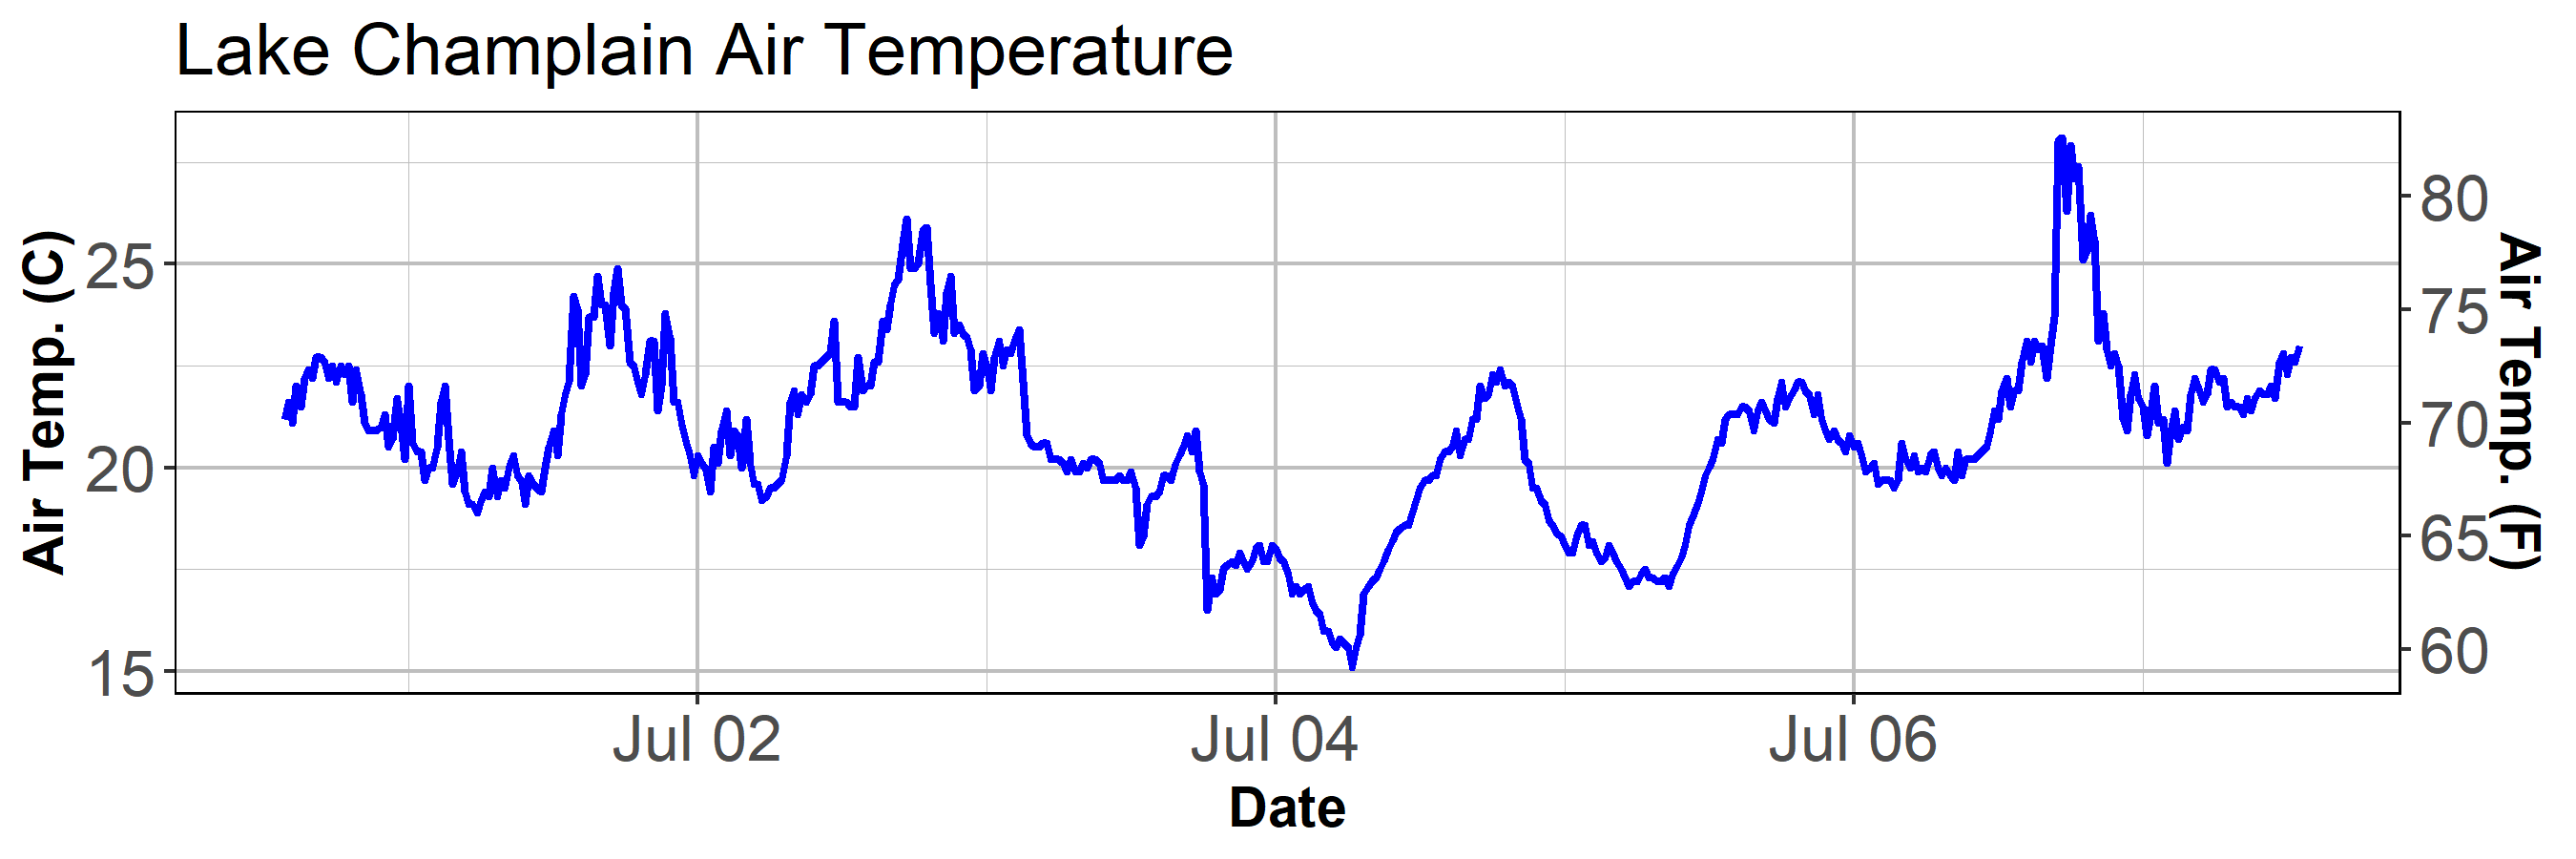 Lake Champlain Air Temperature
Air Temp. (C)
25
20
15
80
75
70
65
60
Air Temp. (F)
Jul 02
Jul 04
Jul 06
Date